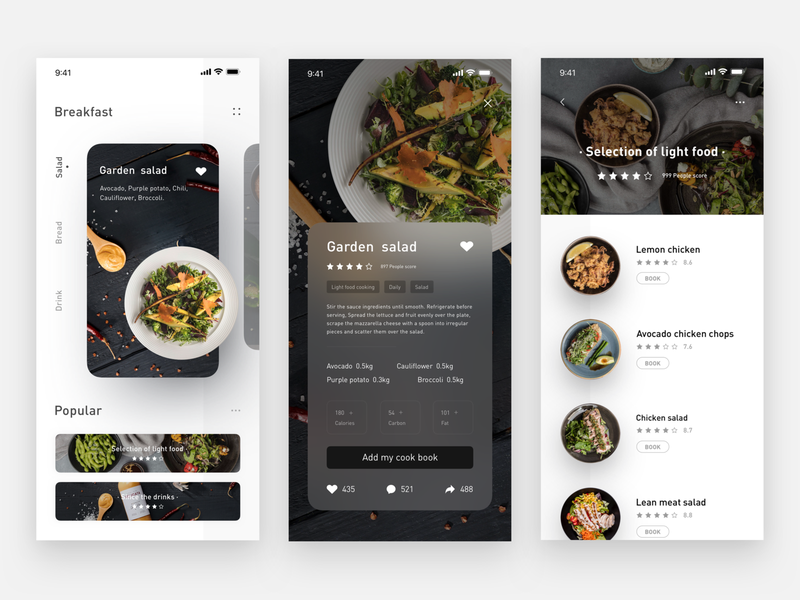 9:41
Breakfast
Salad
Bread
Drink
Garden salad
Avocado, Purple potato, Chili,
Cauliflower, Broccoli.
Popular
Selection of light food ·
· Since the drinks ·
9:41
Garden salad
897 People score
Light food cooking
Daily
Salad
Stir the sauce ingredients until smooth. Refrigerate before
serving, Spread the lettuce and fruit evenly over the plate,
scrape the mazzarella cheese with a spoon into irregular
pieces and scatter them over the salad.
Avocado 0.5kg
Cauliflower 0.5kg
Purple potato 0.3kg
Broccoli 0.5kg
180 +
Calories
54 +
Carbon
101 +
Fat
Add my cook book
435
521
488
9:41
· Selection of light food ·
999 People score
Lemon chicken
8.6
BOOK
Avocado chicken chops
7.6
BOOK
Chicken salad
8.7
BOOK
Lean meat salad
8.8
BOOK